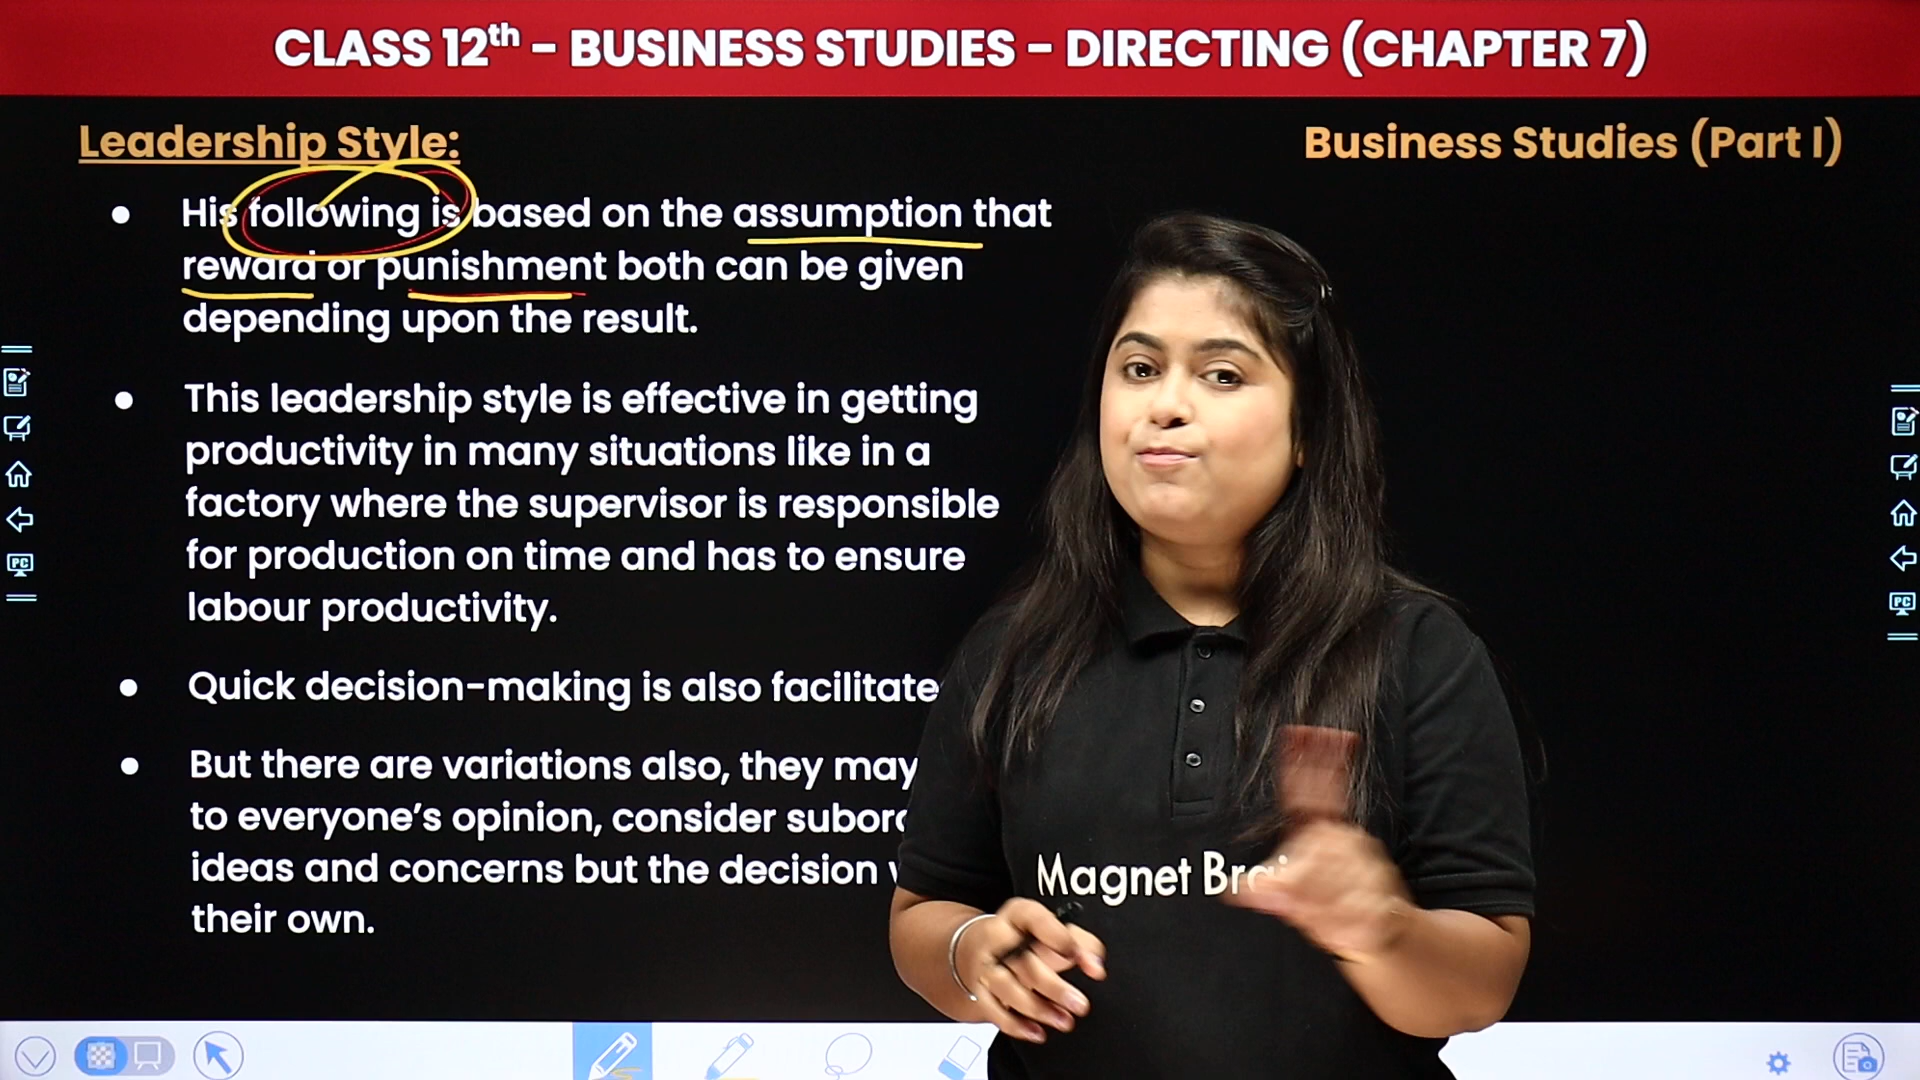 CLASS 12th – BUSINESS STUDIES – DIRECTING (CHAPTER 7)
Leadership Style:
Business Studies (Part I)
● His following is based on the assumption that
reward or punishment both can be given
depending upon the result.
● This leadership style is effective in getting
productivity in many situations like in a
factory where the supervisor is responsible
for production on time and has to ensure
labour productivity.
● Quick decision-making is also
● But there are variations also, they may
to everyone's opinion, consider
ideas and concerns but the decision
their own.
Magnet
PC
PC